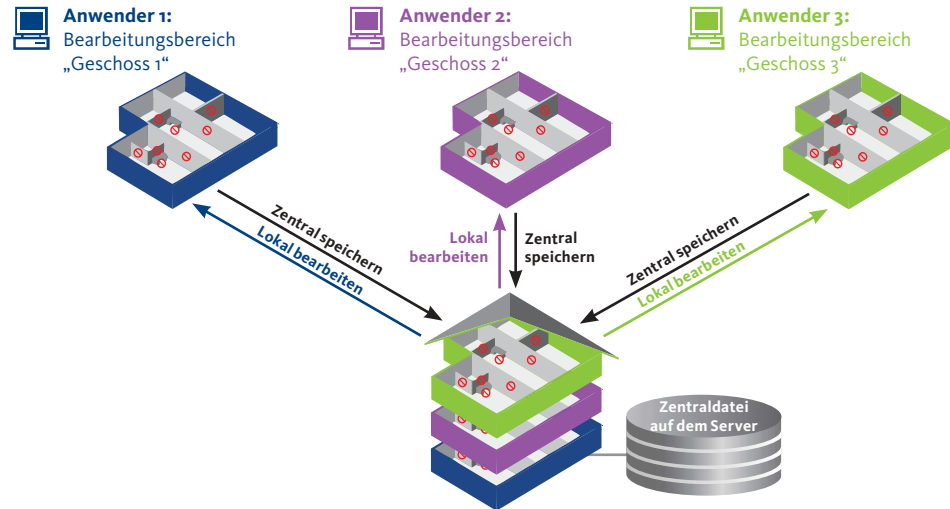 Anwender 1:
Bearbeitungsbereich
„Geschoss 1“
Anwender 2:
Bearbeitungsbereich
„Geschoss 2“
Anwender 3:
Bearbeitungsbereich
„Geschoss 3“
Zentral speichern
Lokal bearbeiten
Lokal
bearbeiten
Zentral
speichern
Zentral speichern
Lokal bearbeiten
Zentraldatei
auf dem Server